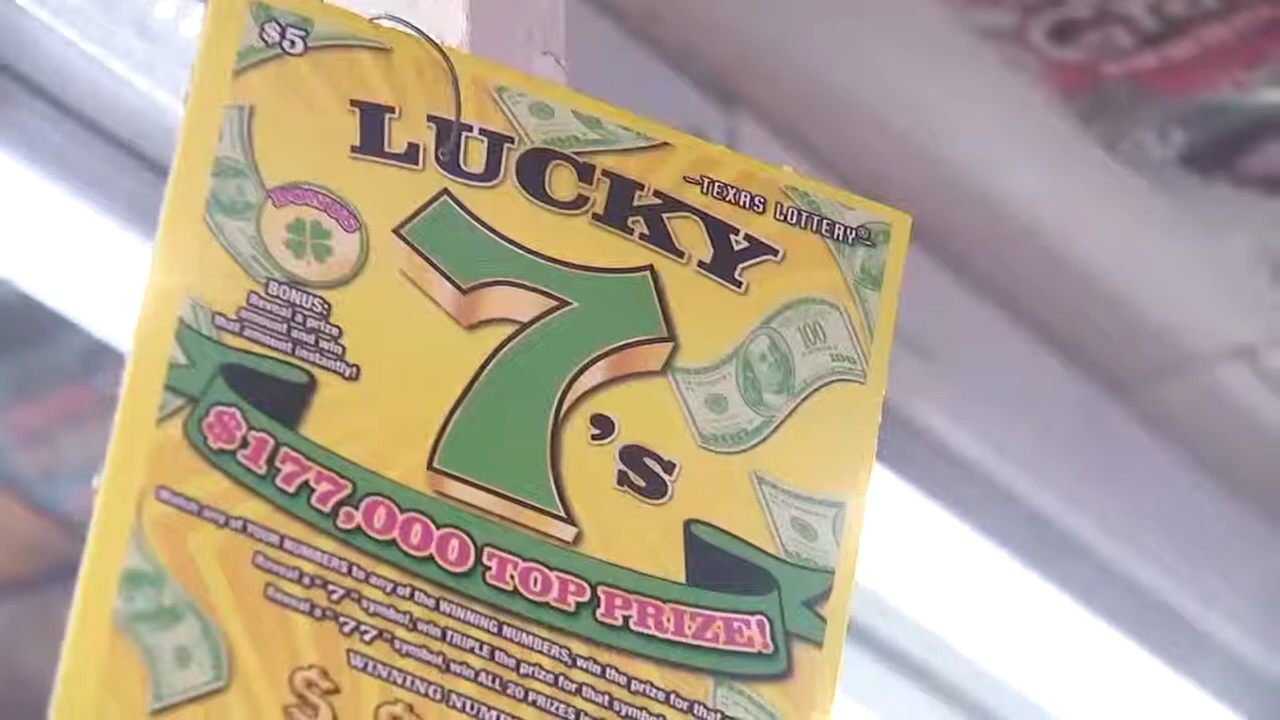 $5
LUCKY
TEXAS LOTTERY®
7's
BONUS
BONUS:
Reveal a prize
amount and win
that amount instantly!
100
100
$177,000 TOP PRIZE!
Match any of YOUR NUMBERS to any of the WINNING NUMBERS, win the prize for that
Reveal a "7" symbol, win TRIPLE the prize for that symbol
Reveal a "77" symbol, win ALL 20 PRIZES
WINNING NUMB